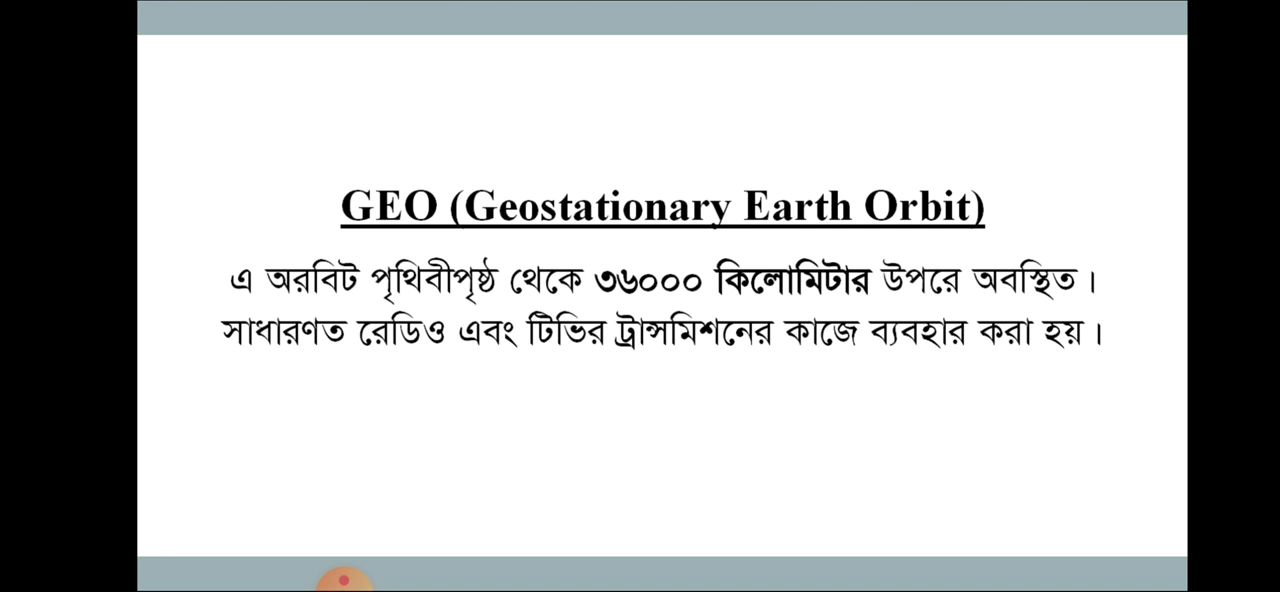 GEO (Geostationary Earth Orbit)
এ অরবিট পৃথিবীপৃষ্ঠ থেকে ৩৬০০০ কিলোমিটার উপরে অবস্থিত।
সাধারণত রেডিও এবং টিভির ট্রান্সমিশনের কাজে ব্যবহার করা হয়।